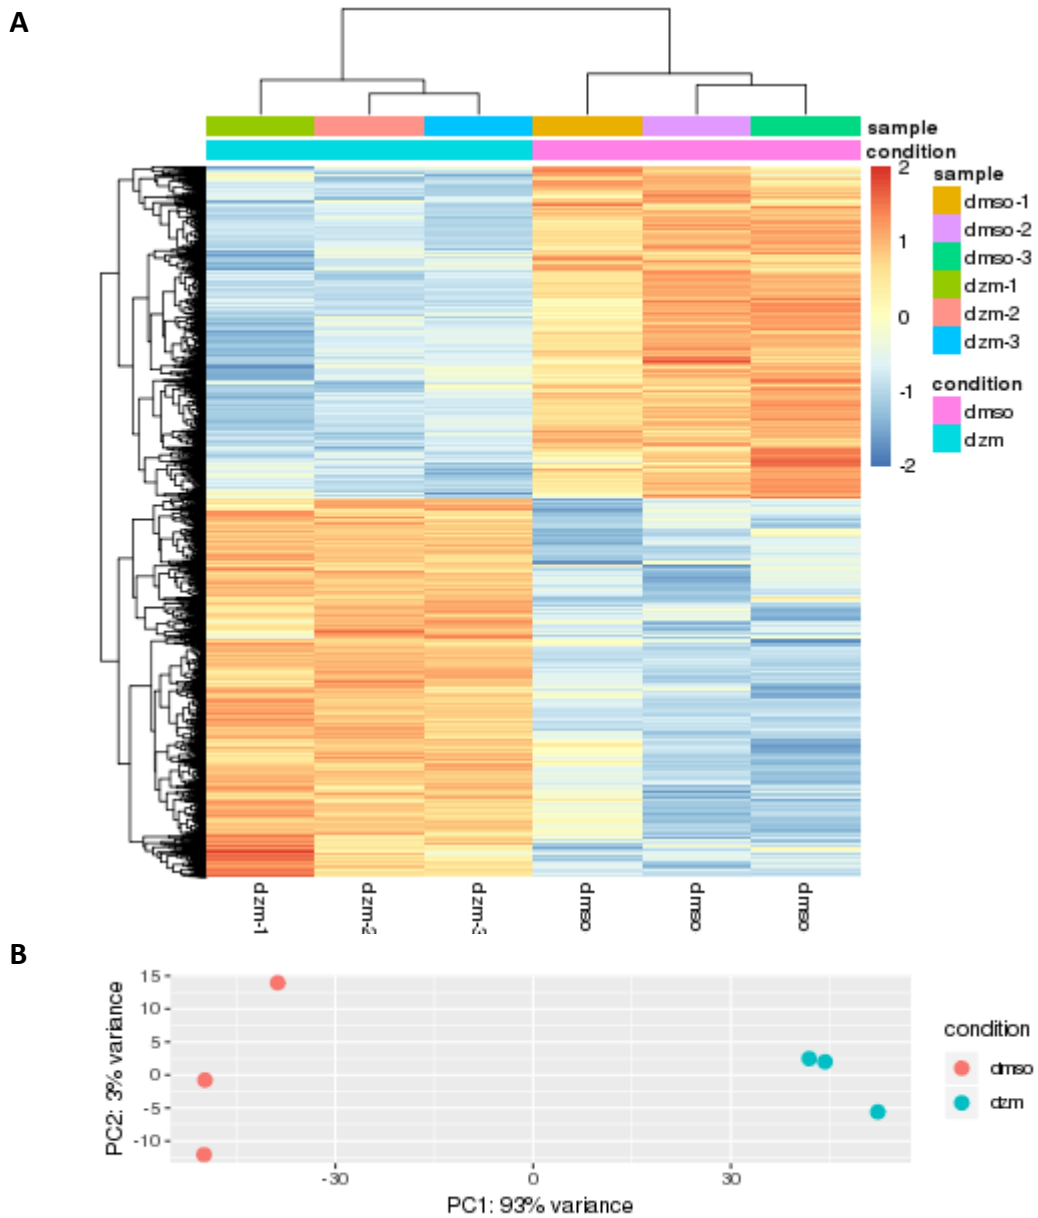 A
sample
condition
2
1
0
-1
-2
sample
dmso-1
dmso-2
dmso-3
dzm-1
dzm-2
dzm-3
condition
dmso
dzm
dzm-1
dzm-2
dzm-3
dmso
dmso
dmso
B
PC2: 3% variance
15
10
5
0
-5
-10
-30
0
30
PC1: 93% variance
condition
dmso
dzm